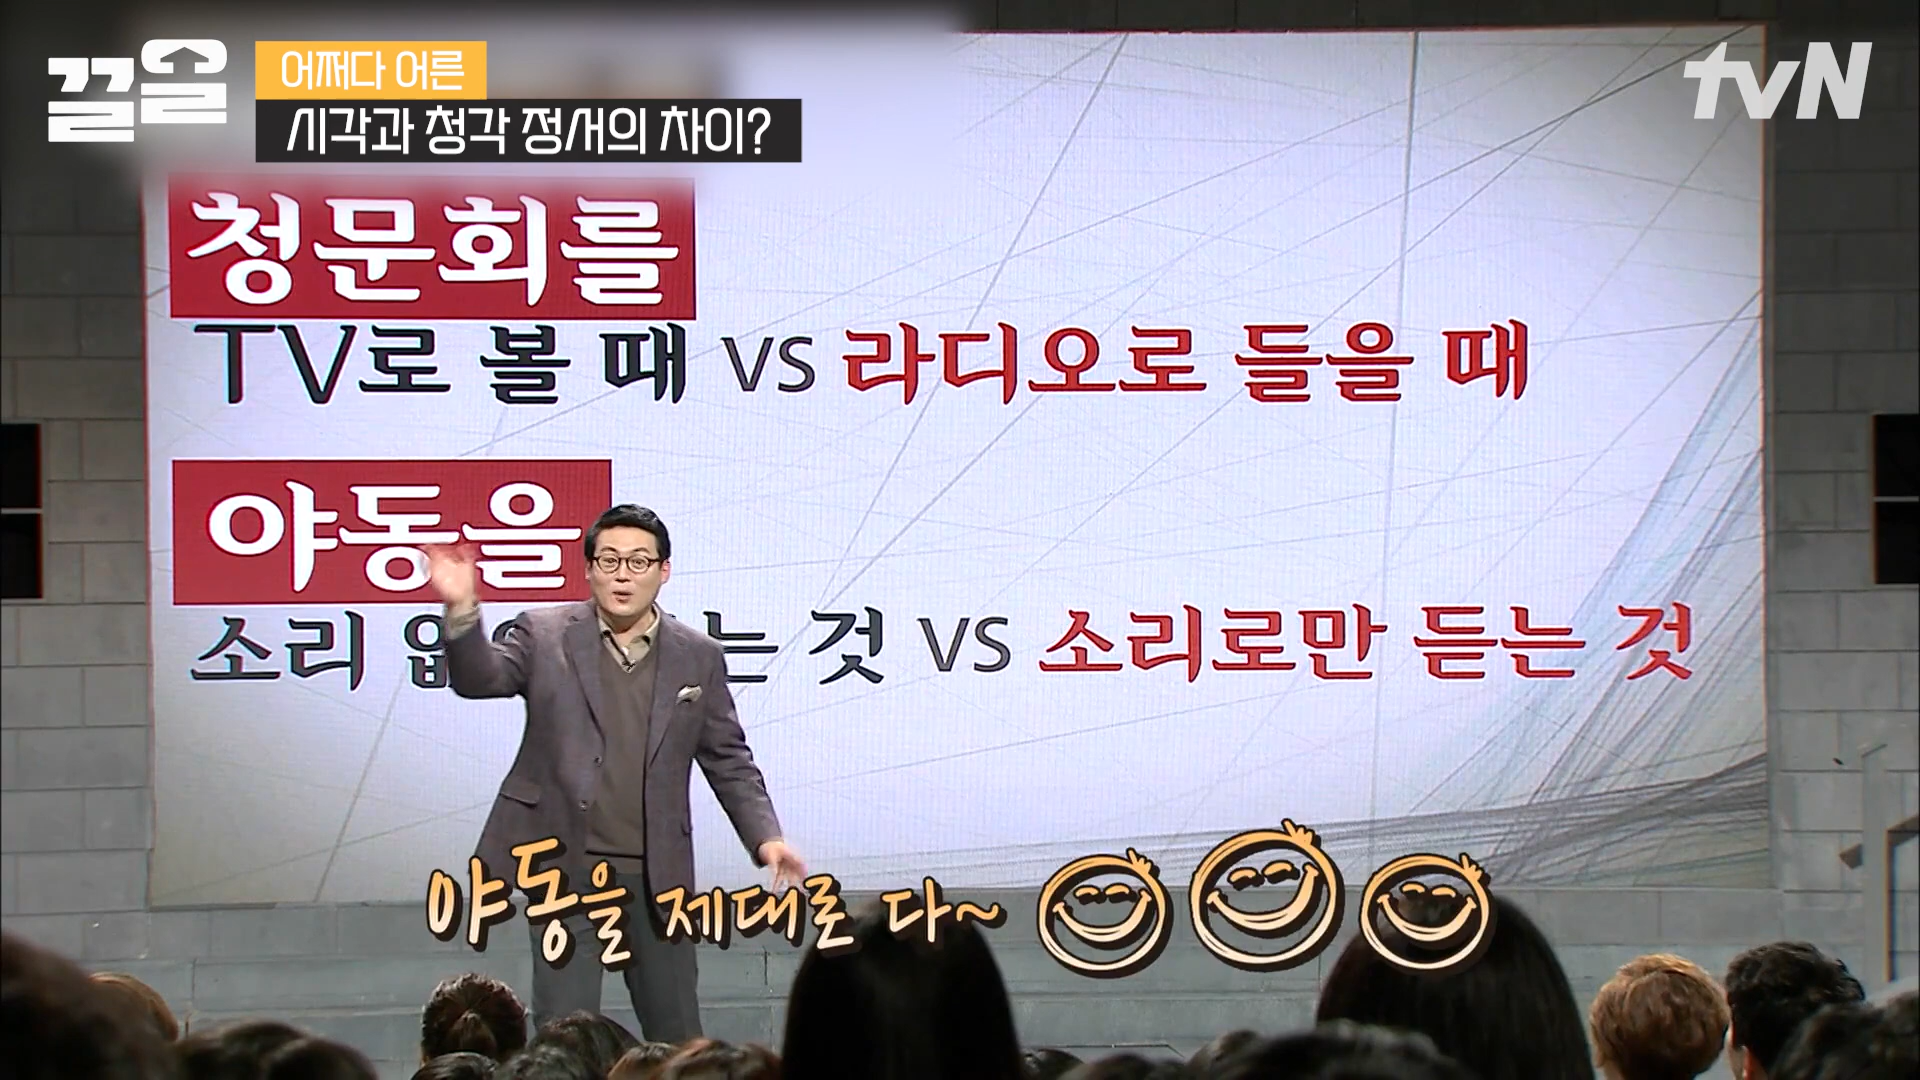 끌올
어쩌다 어른
tvN
시각과 청각 정서의 차이?
청문회를
TV로 볼 때 VS 라디오로 들을 때
야동을
소리 는 것 VS 소리로만 듣는 것
야동을 제대로 다~